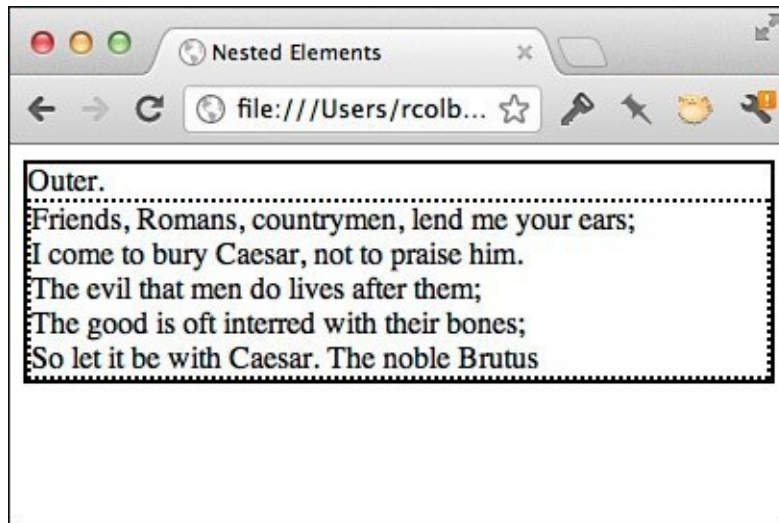 Nested Elements
file:///Users/rcolb...
Outer.
Friends, Romans, countrymen, lend me your ears;
I come to bury Caesar, not to praise him.
The evil that men do lives after them;
The good is oft interred with their bones;
So let it be with Caesar. The noble Brutus